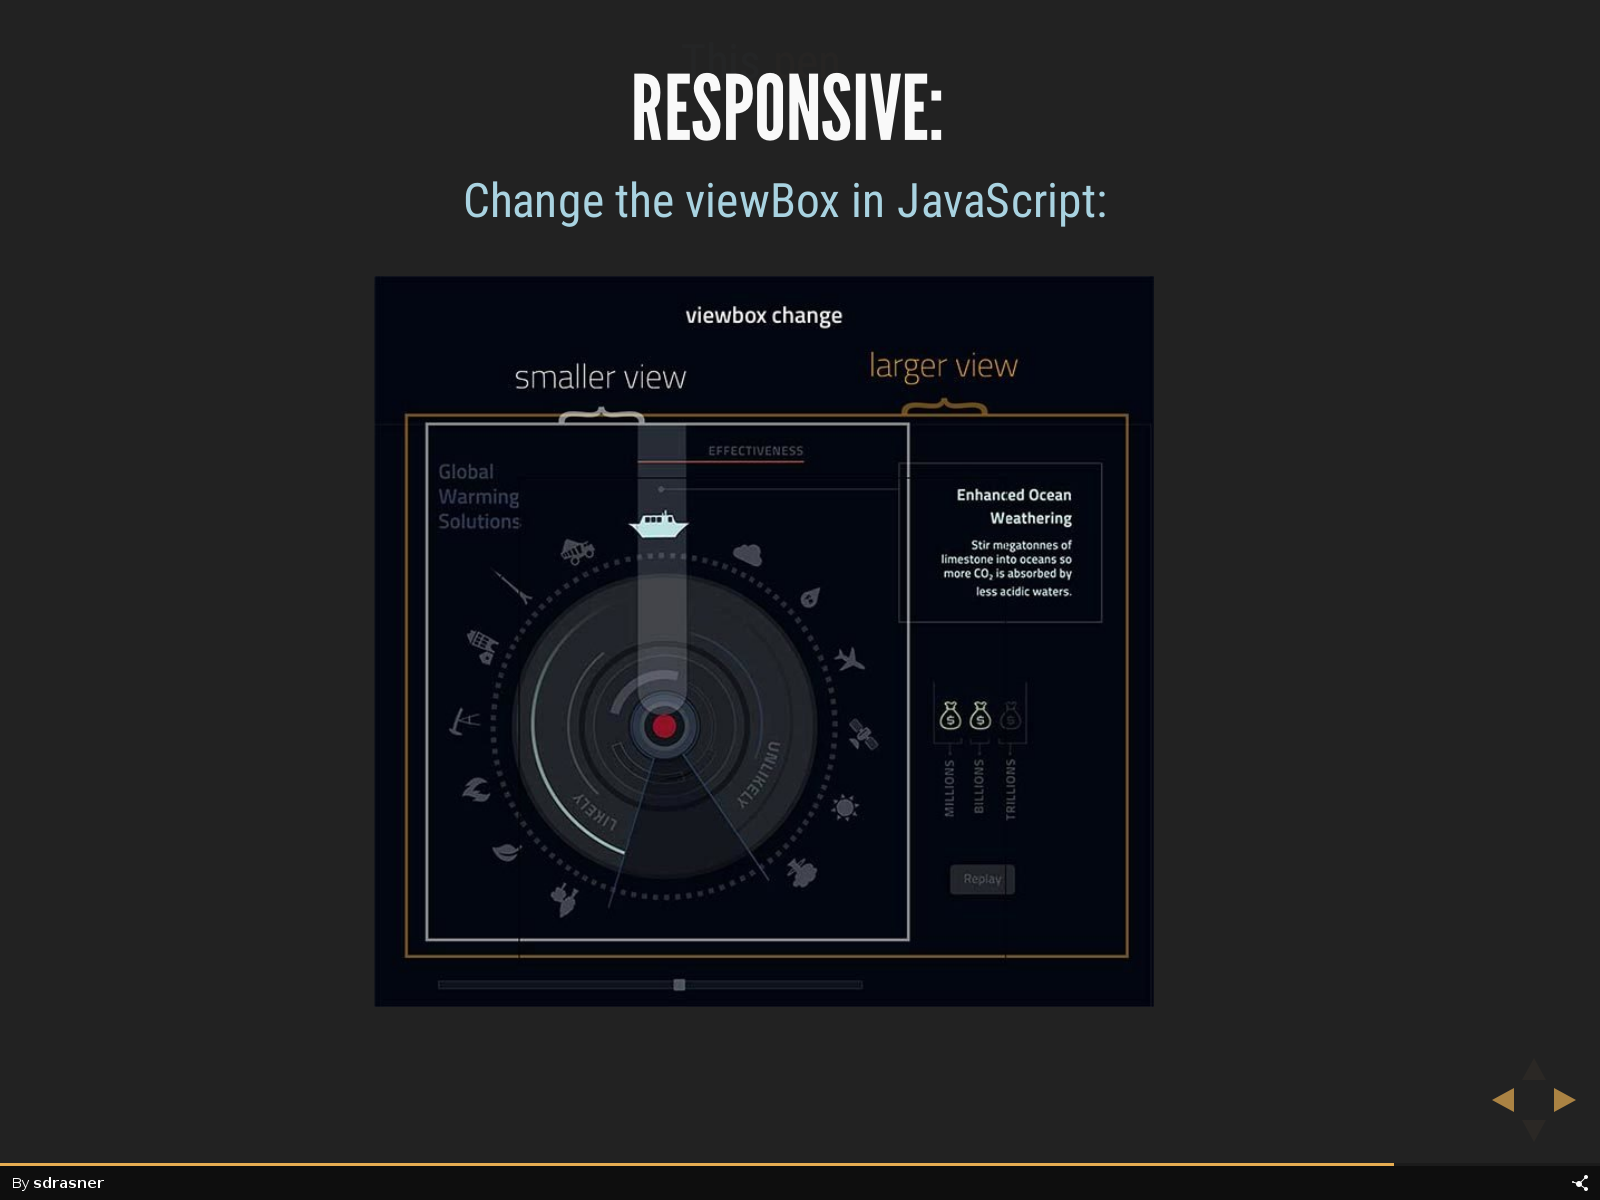 RESPONSIVE:
Change the viewBox in JavaScript:
viewbox change
smaller view
larger view
EFFECTIVENESS
Global
Warming
Solutions
Enhanced Ocean
Weathering
Stir megatonnes of
limestone into oceans so
more CO₂ is absorbed by
less acidic waters.
LIKELY
UNLIKELY
MILLIONS
BILLIONS
TRILLIONS
Replay
By sdrasner